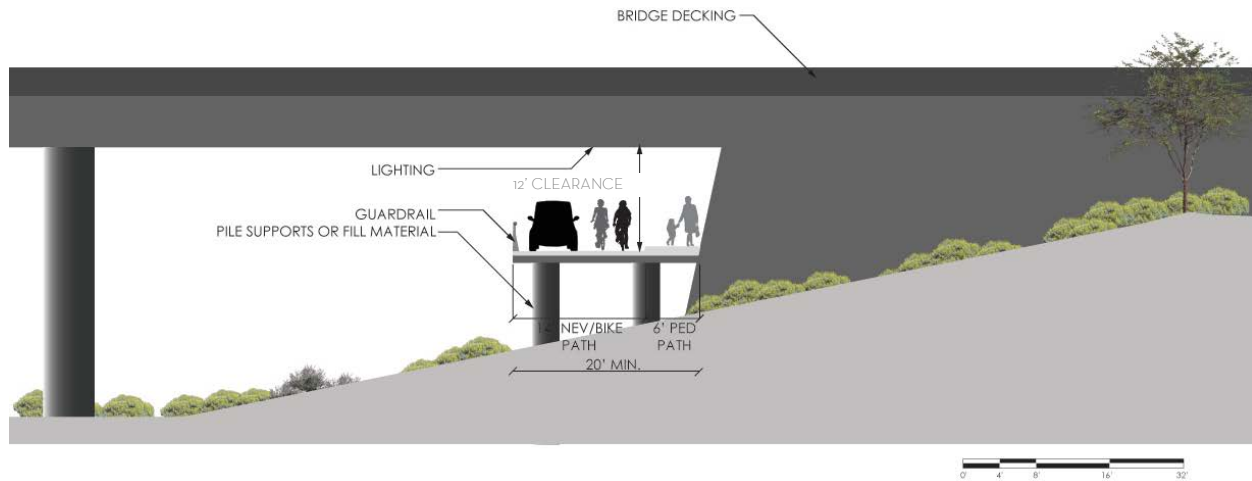 BRIDGE DECKING
LIGHTING
12' CLEARANCE
GUARDRAIL
PILE SUPPORTS OR FILL MATERIAL
14' NEV/BIKE
PATH
6' PED
PATH
20' MIN.
0' 4' 8' 16' 32'